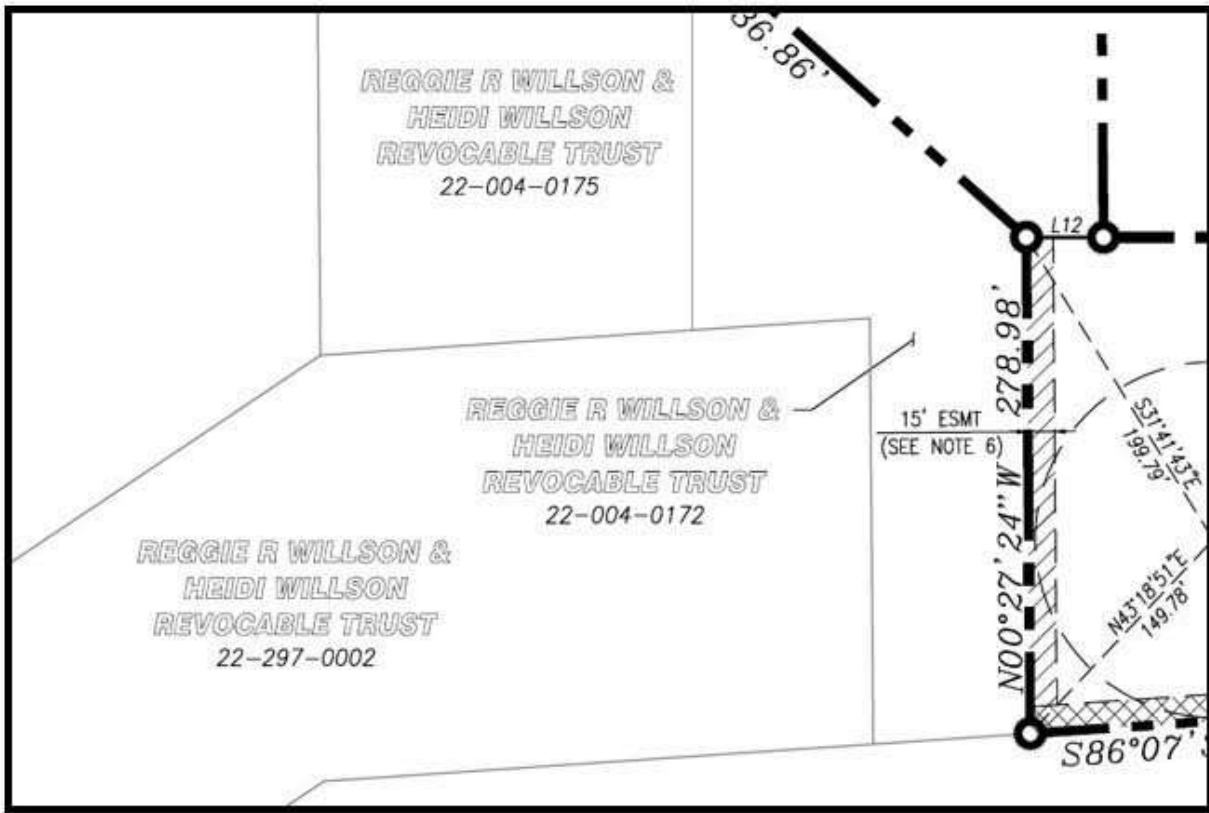 36.86'
REGGIE R WILLSON &
HEIDI WILLSON
REVOCABLE TRUST
22-004-0175
L12
278.98'
N00°27'24"W
15' ESMT
(SEE NOTE 6)
S31°41'43"E
199.79'
REGGIE R WILLSON &
HEIDI WILLSON
REVOCABLE TRUST
22-004-0172
N43°18'51"E
149.78'
REGGIE R WILLSON &
HEIDI WILLSON
REVOCABLE TRUST
22-297-0002
S86°07'